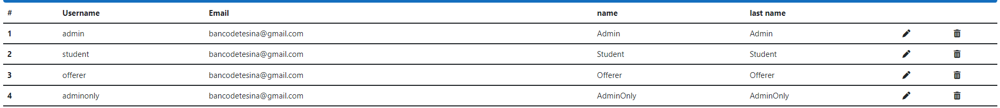 # Username Email name last name
1 admin bancodetesina@gmail.com Admin Admin
2 student bancodetesina@gmail.com Student Student
3 offerer bancodetesina@gmail.com Offerer Offerer
4 adminonly bancodetesina@gmail.com AdminOnly AdminOnly